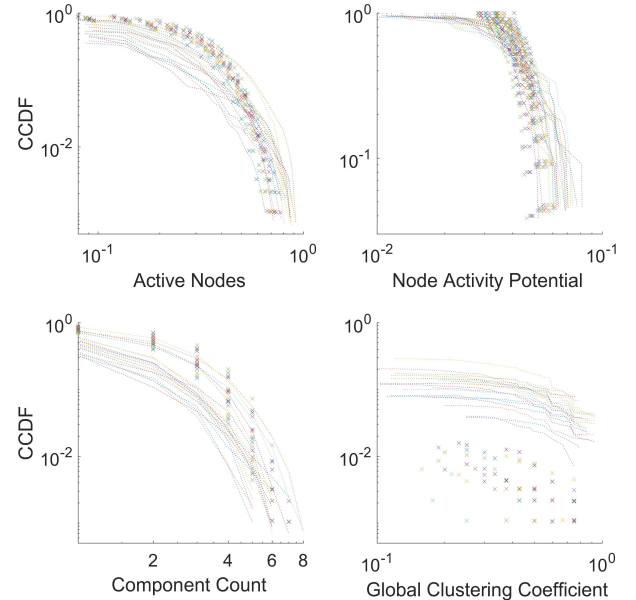 10^0
10^-2
CCDF
10^-1 10^0
Active Nodes
10^0
10^-1
10^-2 10^-1
Node Activity Potential
10^0
10^-2
CCDF
2 4 6 8
Component Count
10^0
10^-2
10^-1 10^0
Global Clustering Coefficient